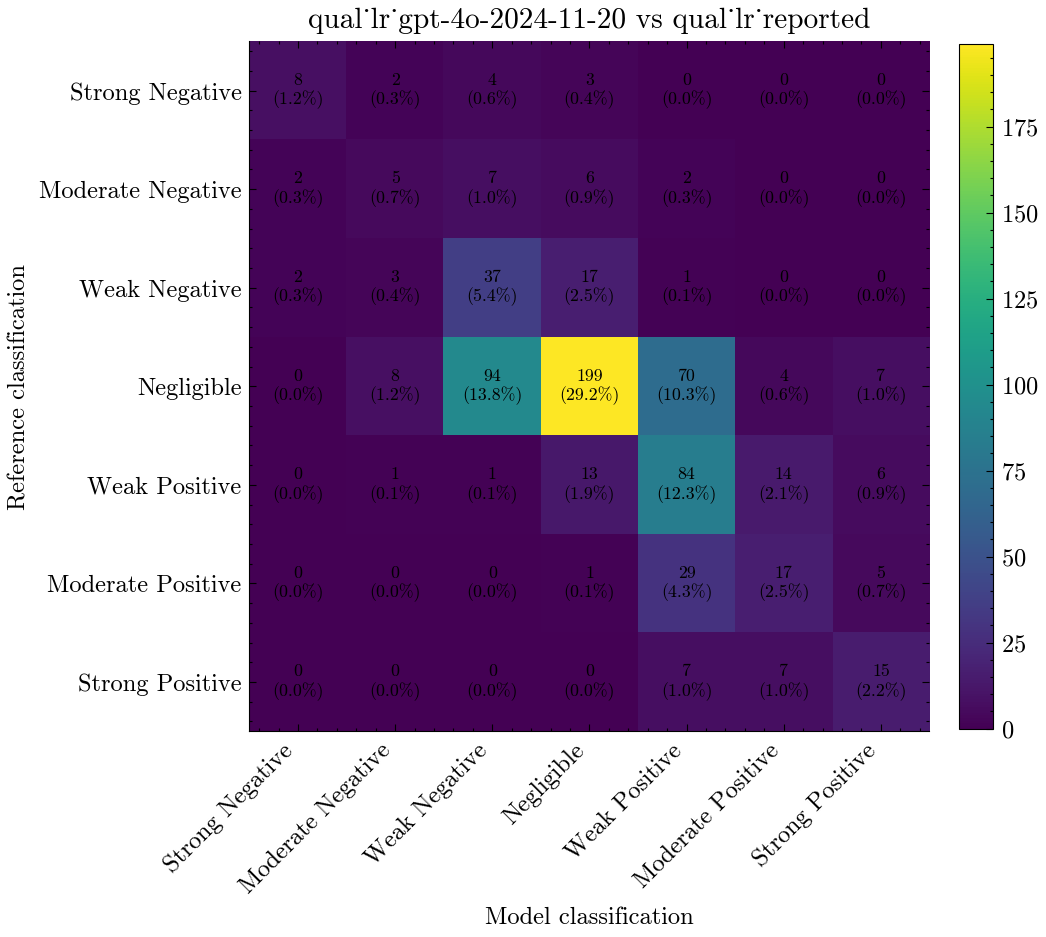 qual˙lr˙gpt-4o-2024-11-20 vs qual˙lr˙reported
Strong Negative
8 2 4 3 0 0 0
(1.2%) (0.3%) (0.6%) (0.4%) (0.0%) (0.0%) (0.0%)
Moderate Negative
2 5 7 6 2 0 0
(0.3%) (0.7%) (1.0%) (0.9%) (0.3%) (0.0%) (0.0%)
Weak Negative
2 3 37 17 1 0 0
(0.3%) (0.4%) (5.4%) (2.5%) (0.1%) (0.0%) (0.0%)
Negligible
0 8 94 199 70 4 7
(0.0%) (1.2%) (13.8%) (29.2%) (10.3%) (0.6%) (1.0%)
Weak Positive
0 1 1 13 84 14 6
(0.0%) (0.1%) (0.1%) (1.9%) (12.3%) (2.1%) (0.9%)
Moderate Positive
0 0 0 1 29 17 5
(0.0%) (0.0%) (0.0%) (0.1%) (4.3%) (2.5%) (0.7%)
Strong Positive
0 0 0 0 7 7 15
(0.0%) (0.0%) (0.0%) (0.0%) (1.0%) (1.0%) (2.2%)
Reference classification
Strong Negative
Moderate Negative
Weak Negative
Negligible
Weak Positive
Moderate Positive
Strong Positive
Model classification
175
150
125
100
75
50
25
0